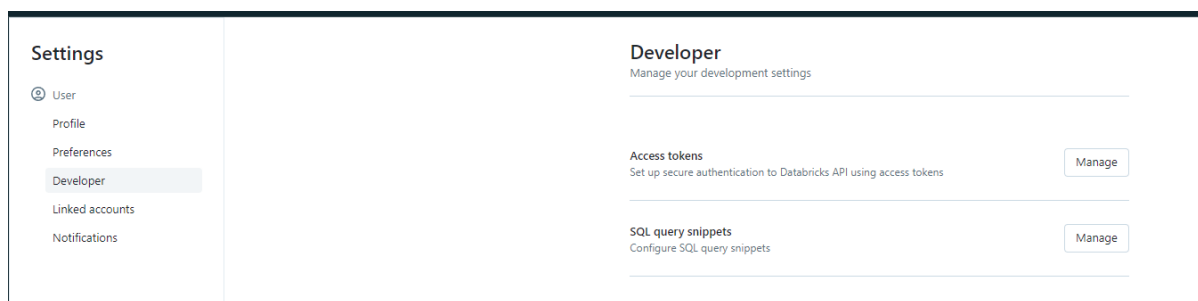 Settings
User
Profile
Preferences
Developer
Linked accounts
Notifications
Developer
Manage your development settings
Access tokens
Set up secure authentication to Databricks API using access tokens
Manage
SQL query snippets
Configure SQL query snippets
Manage